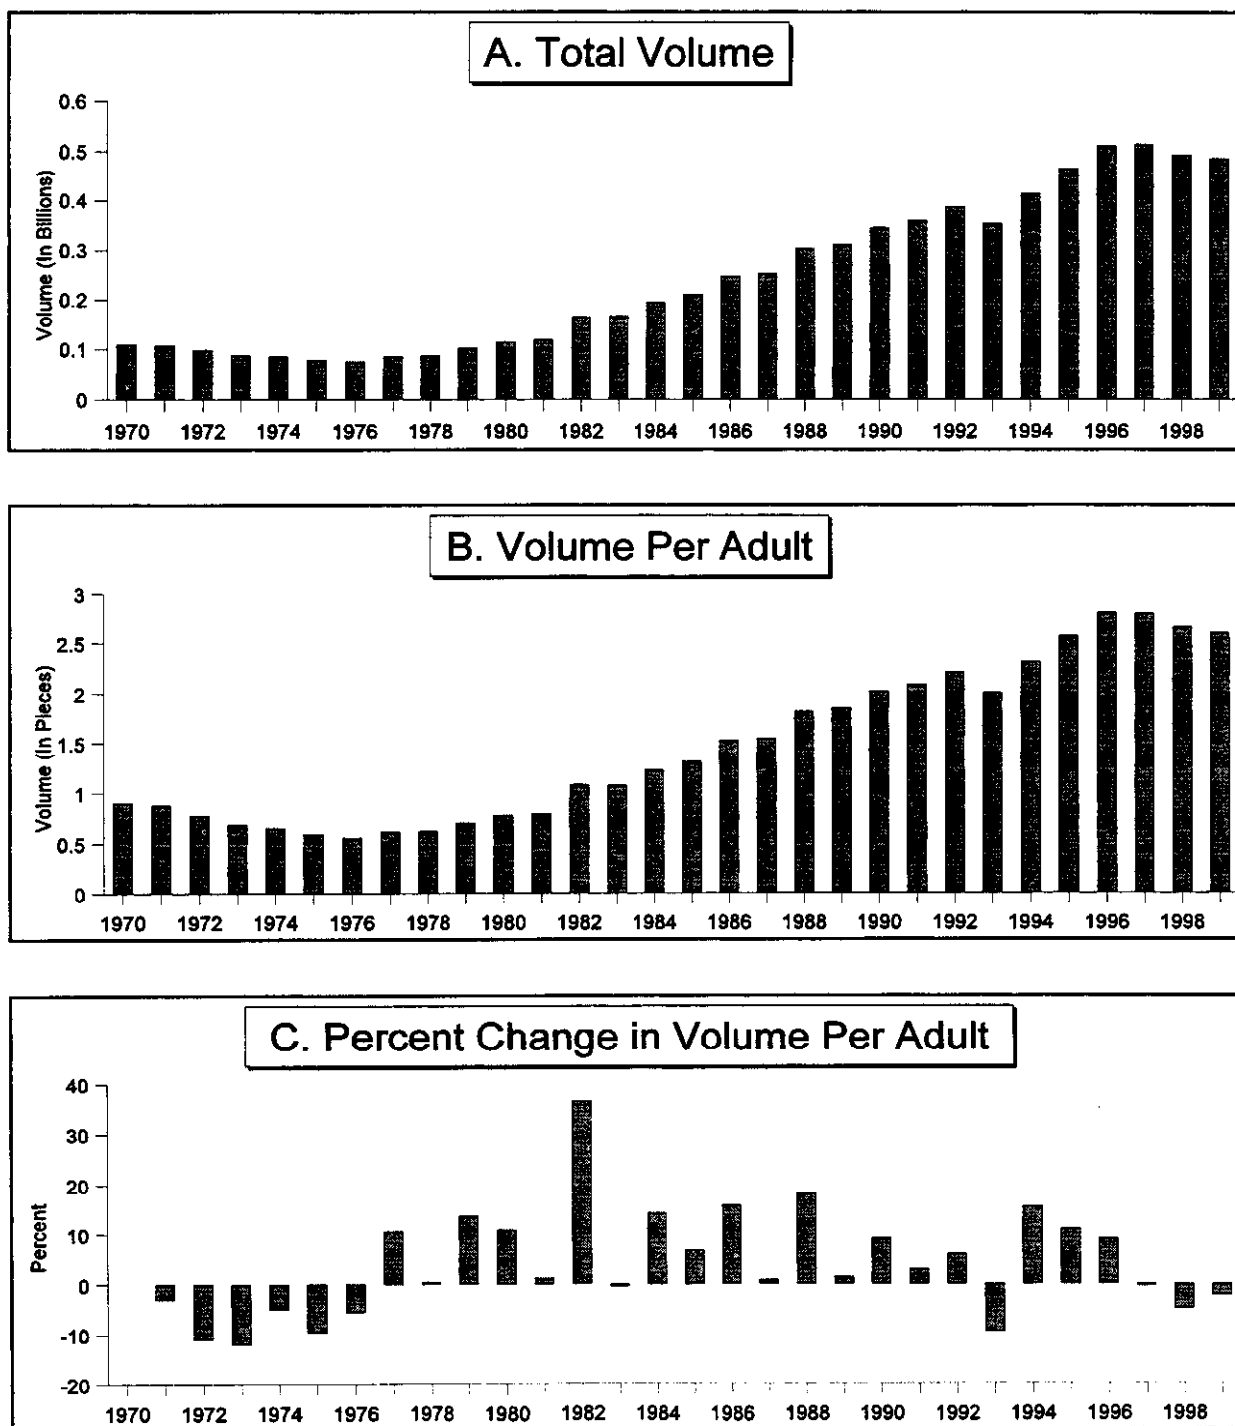 A. Total Volume
Volume (In Billions)
0.6
0.5
0.4
0.3
0.2
0.1
0
1970 1972 1974 1976 1978 1980 1982 1984 1986 1988 1990 1992 1994 1996 1998
B. Volume Per Adult
Volume (In Pieces)
3
2.5
2
1.5
1
0.5
0
1970 1972 1974 1976 1978 1980 1982 1984 1986 1988 1990 1992 1994 1996 1998
C. Percent Change in Volume Per Adult
Percent
40
30
20
10
0
-10
-20
1970 1972 1974 1976 1978 1980 1982 1984 1986 1988 1990 1992 1994 1996 1998